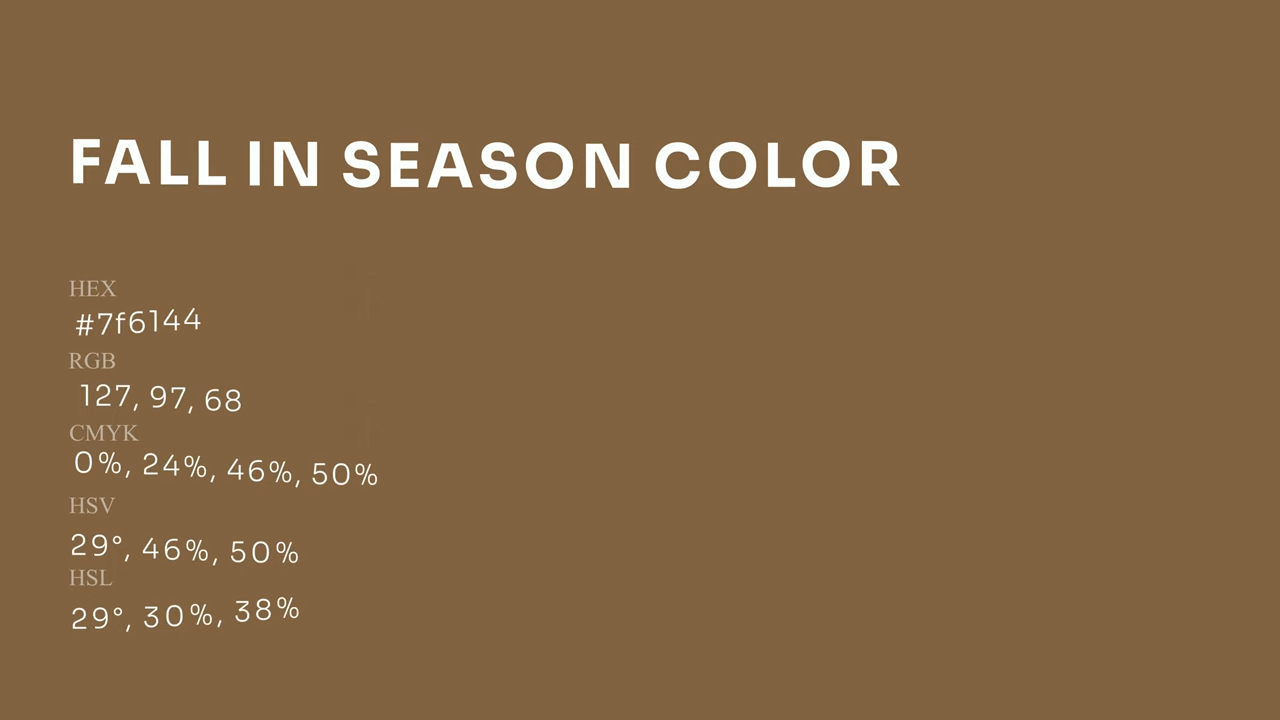 FALL IN SEASON COLOR
HEX
#7f6144
RGB
127, 97, 68
CMYK
0%, 24%, 46%, 50%
HSV
29°, 46%, 50%
HSL
29°, 30%, 38%